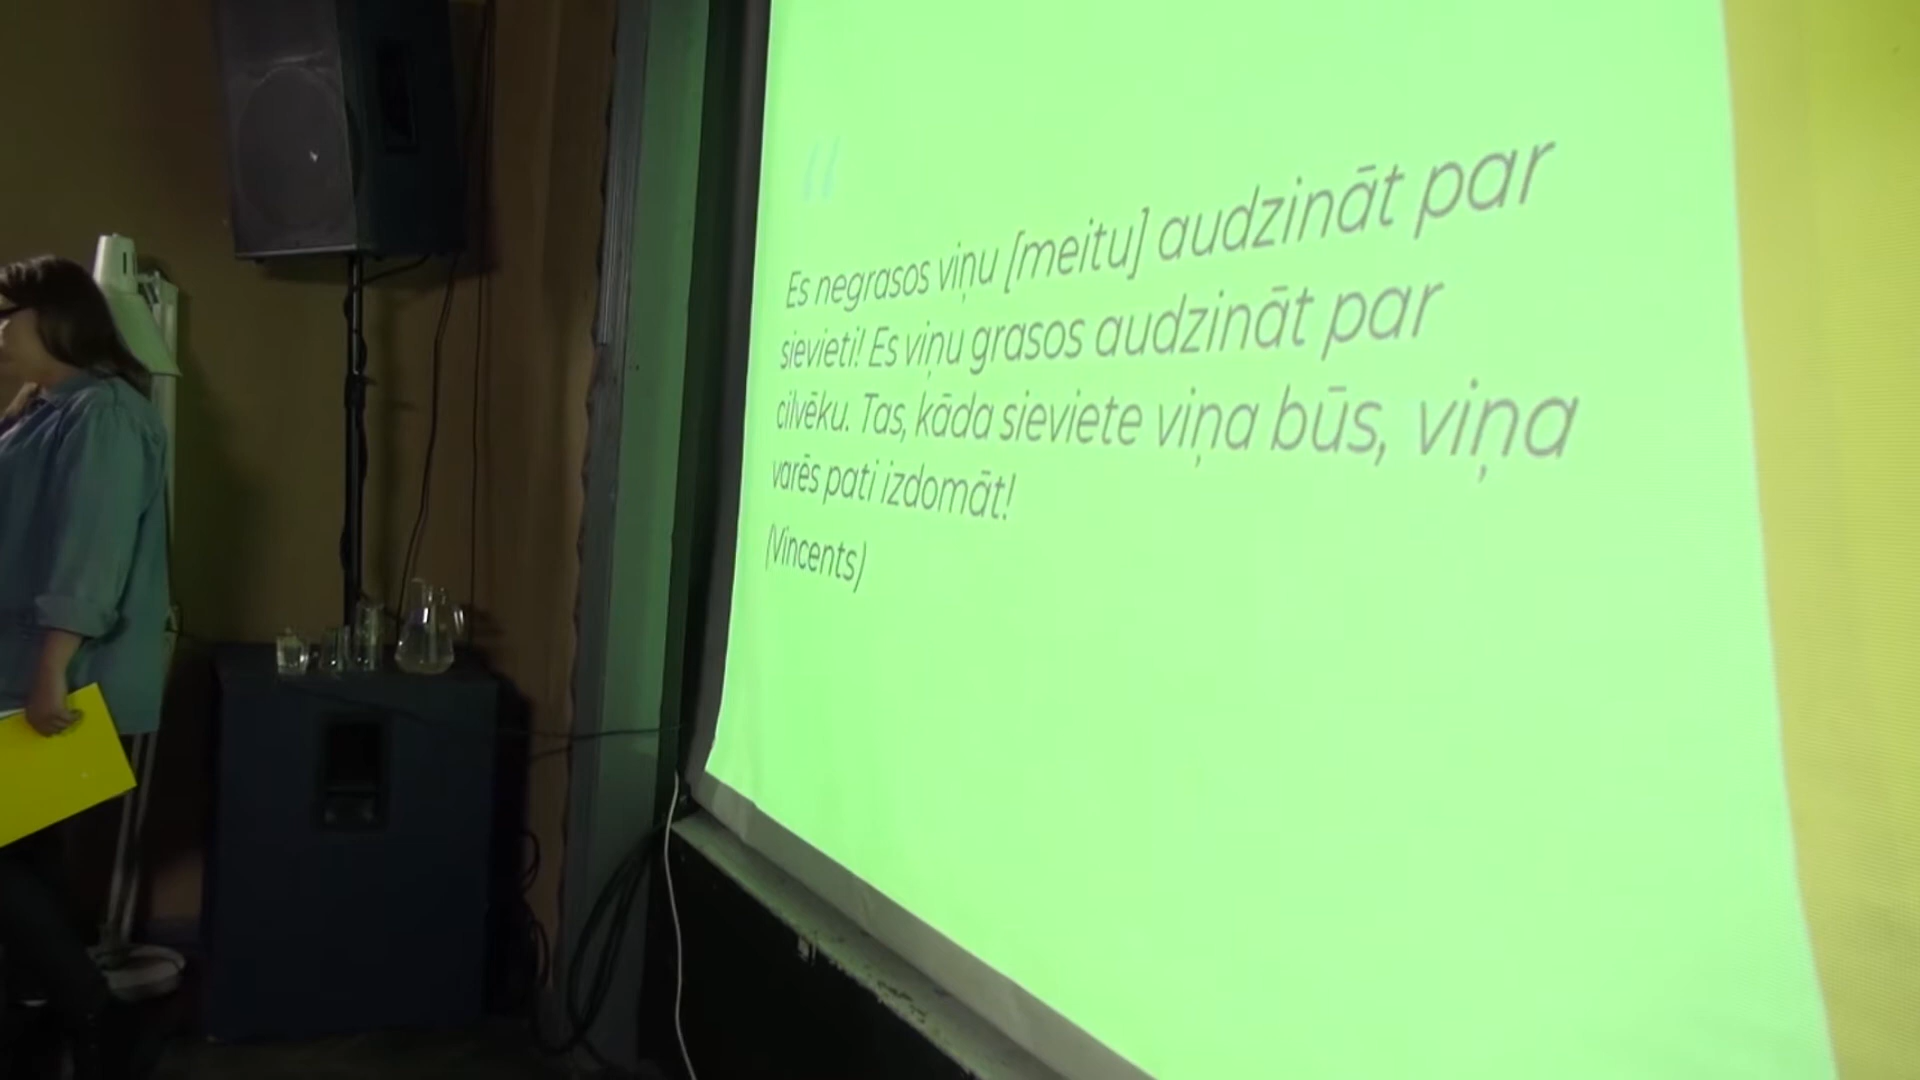 “
Es negrasos viņu [meitu] audzināt par
sievieti! Es viņu grasos audzināt par
cilvēku. Tas, kāda sieviete viņa būs, viņa
varēs pati izdomāt!
(Vincents)